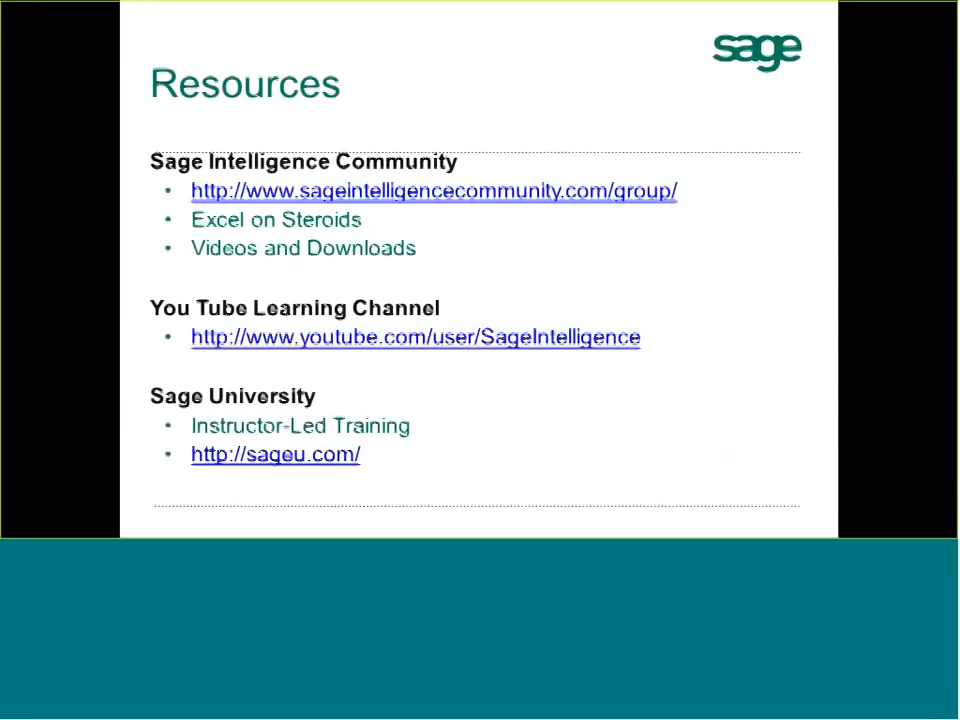 sage
Resources
Sage Intelligence Community
• http://www.sageintelligencecommunity.com/group/
• Excel on Steroids
• Videos and Downloads
You Tube Learning Channel
• http://www.youtube.com/user/SageIntelligence
Sage University
• Instructor-Led Training
• http://sageu.com/